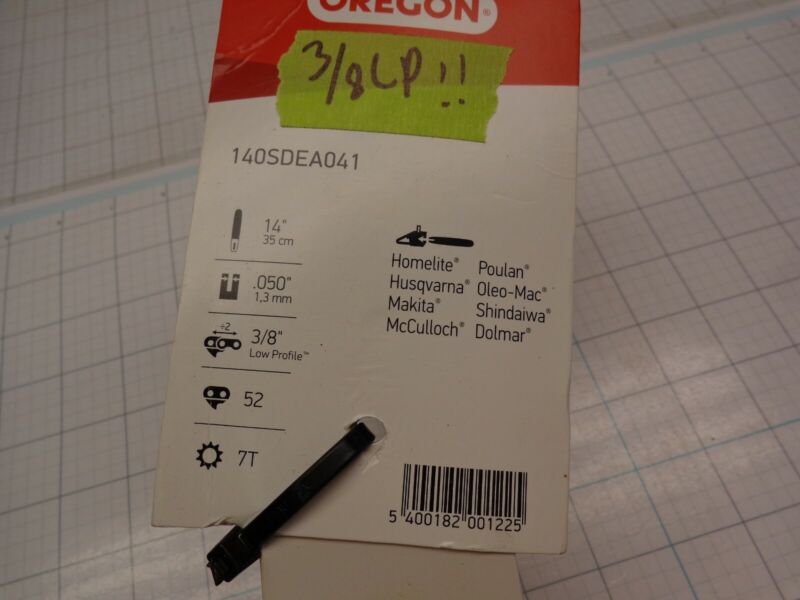 OREGON®
3/8 LP !!
140SDEA041
14"
35 cm
.050"
1,3 mm
÷2
3/8"
Low Profile™
52
7T
Homelite® Poulan®
Husqvarna® Oleo-Mac®
Makita® Shindaiwa®
McCulloch® Dolmar®
5 400182 001225